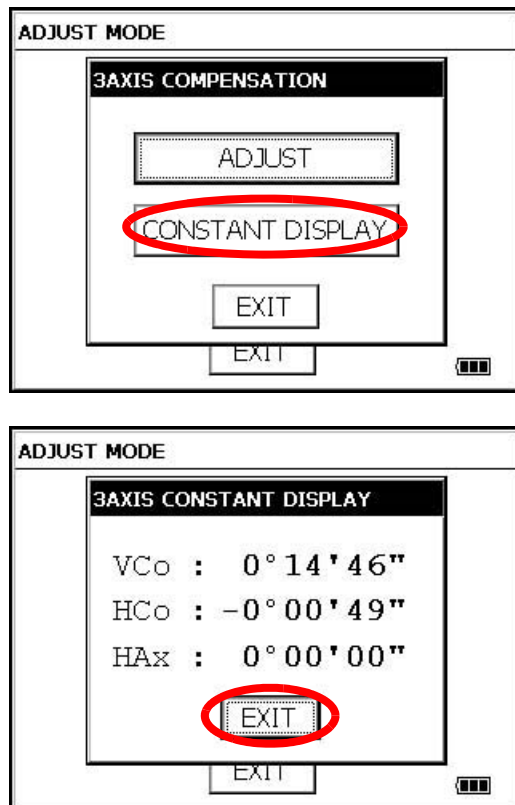 ADJUST MODE
3AXIS COMPENSATION
ADJUST
CONSTANT DISPLAY
EXIT
EXIT
ADJUST MODE
3AXIS CONSTANT DISPLAY
VCo : 0°14'46"
HCo : -0°00'49"
HAx : 0°00'00"
EXIT
EXIT